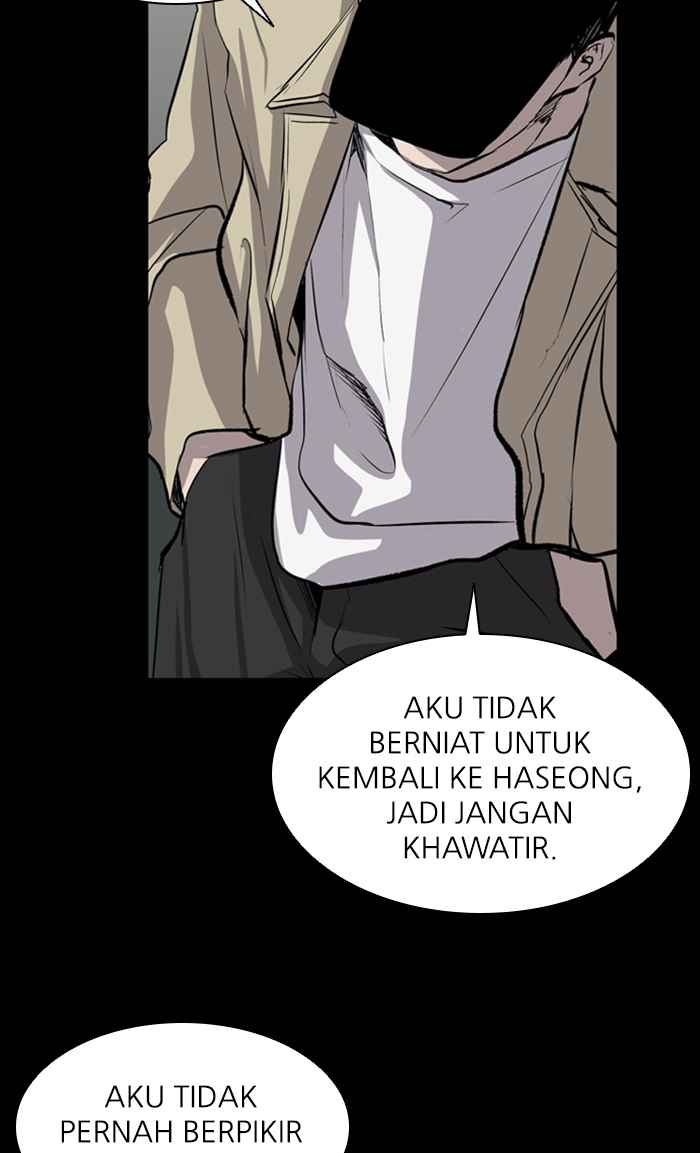 AKU TIDAK
BERNIAT UNTUK
KEMBALI KE HASEONG,
JADI JANGAN
KHAWATIR.
AKU TIDAK
PERNAH BERPIKIR